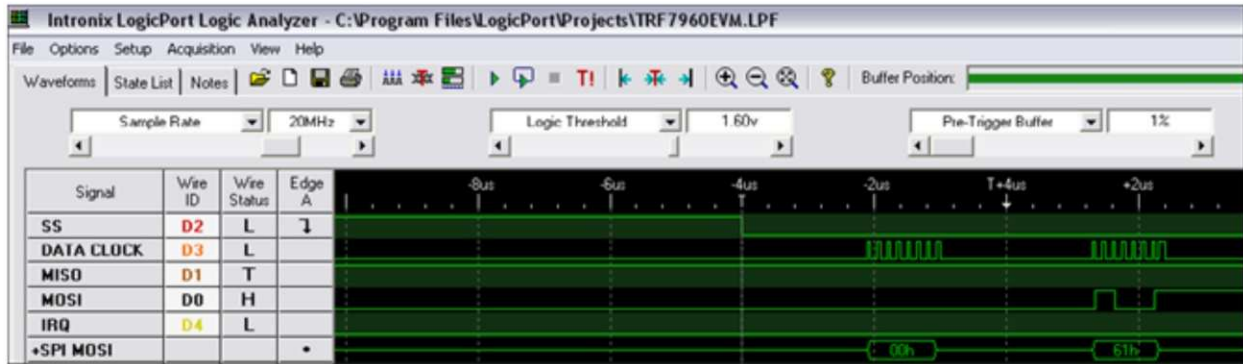 Intronix LogicPort Logic Analyzer - C:\Program Files\LogicPort\Projects\TRF7960EVM.LPF
File Options Setup Acquisition View Help
Waveforms State List Notes T! Buffer Position:
Sample Rate 20MHz Logic Threshold 1.60v Pre-Trigger Buffer 1%
Signal Wire ID Wire Status Edge A -8us -6us -4us -2us T+4us +2us
SS D2 L
DATA CLOCK D3 L
MISO D1 T
MOSI D0 H
IRQ D4 L
+SPI MOSI 00h 61h